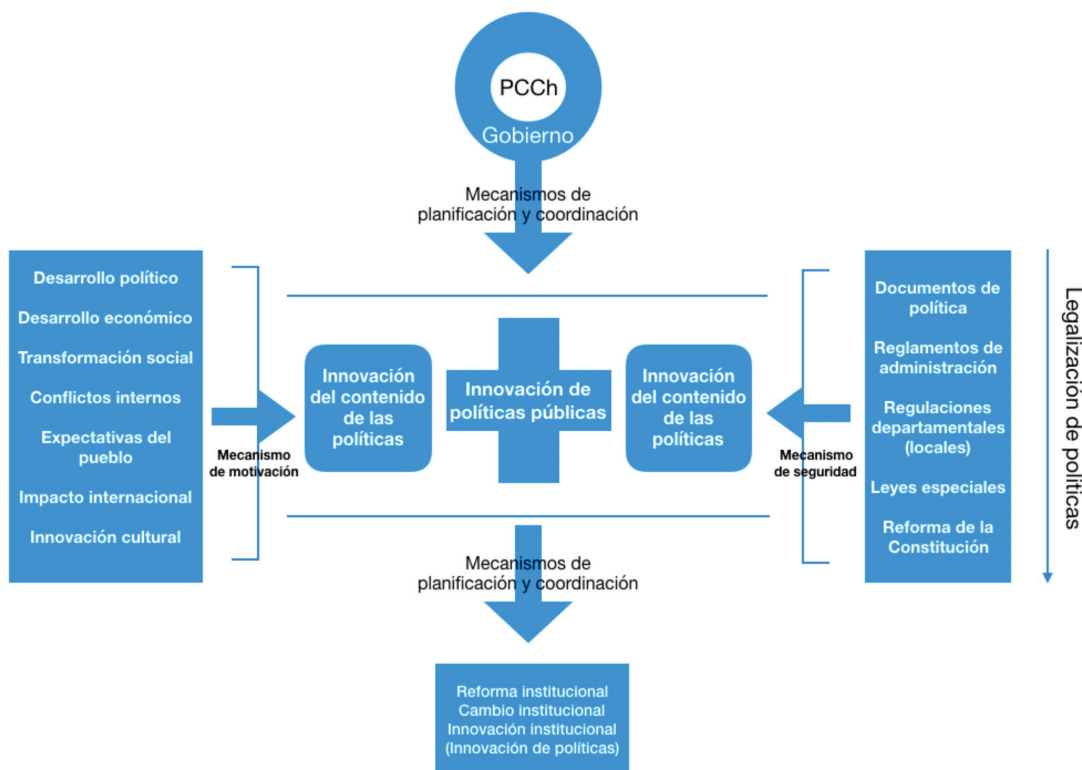 PCCh
Gobierno
Mecanismos de
planificación y coordinación
Desarrollo político
Desarrollo económico
Transformación social
Conflictos internos
Expectativas del
pueblo
Impacto internacional
Innovación cultural
Mecanismo
de motivación
Innovación
del contenido
de las
políticas
Innovación de
políticas públicas
Innovación
del contenido
de las
políticas
Mecanismo
de seguridad
Documentos de
política
Reglamentos de
administración
Regulaciones
departamentales
(locales)
Leyes especiales
Reforma de la
Constitución
Legalización de políticas
Mecanismos de
planificación y coordinación
Reforma institucional
Cambio institucional
Innovación institucional
(Innovación de políticas)